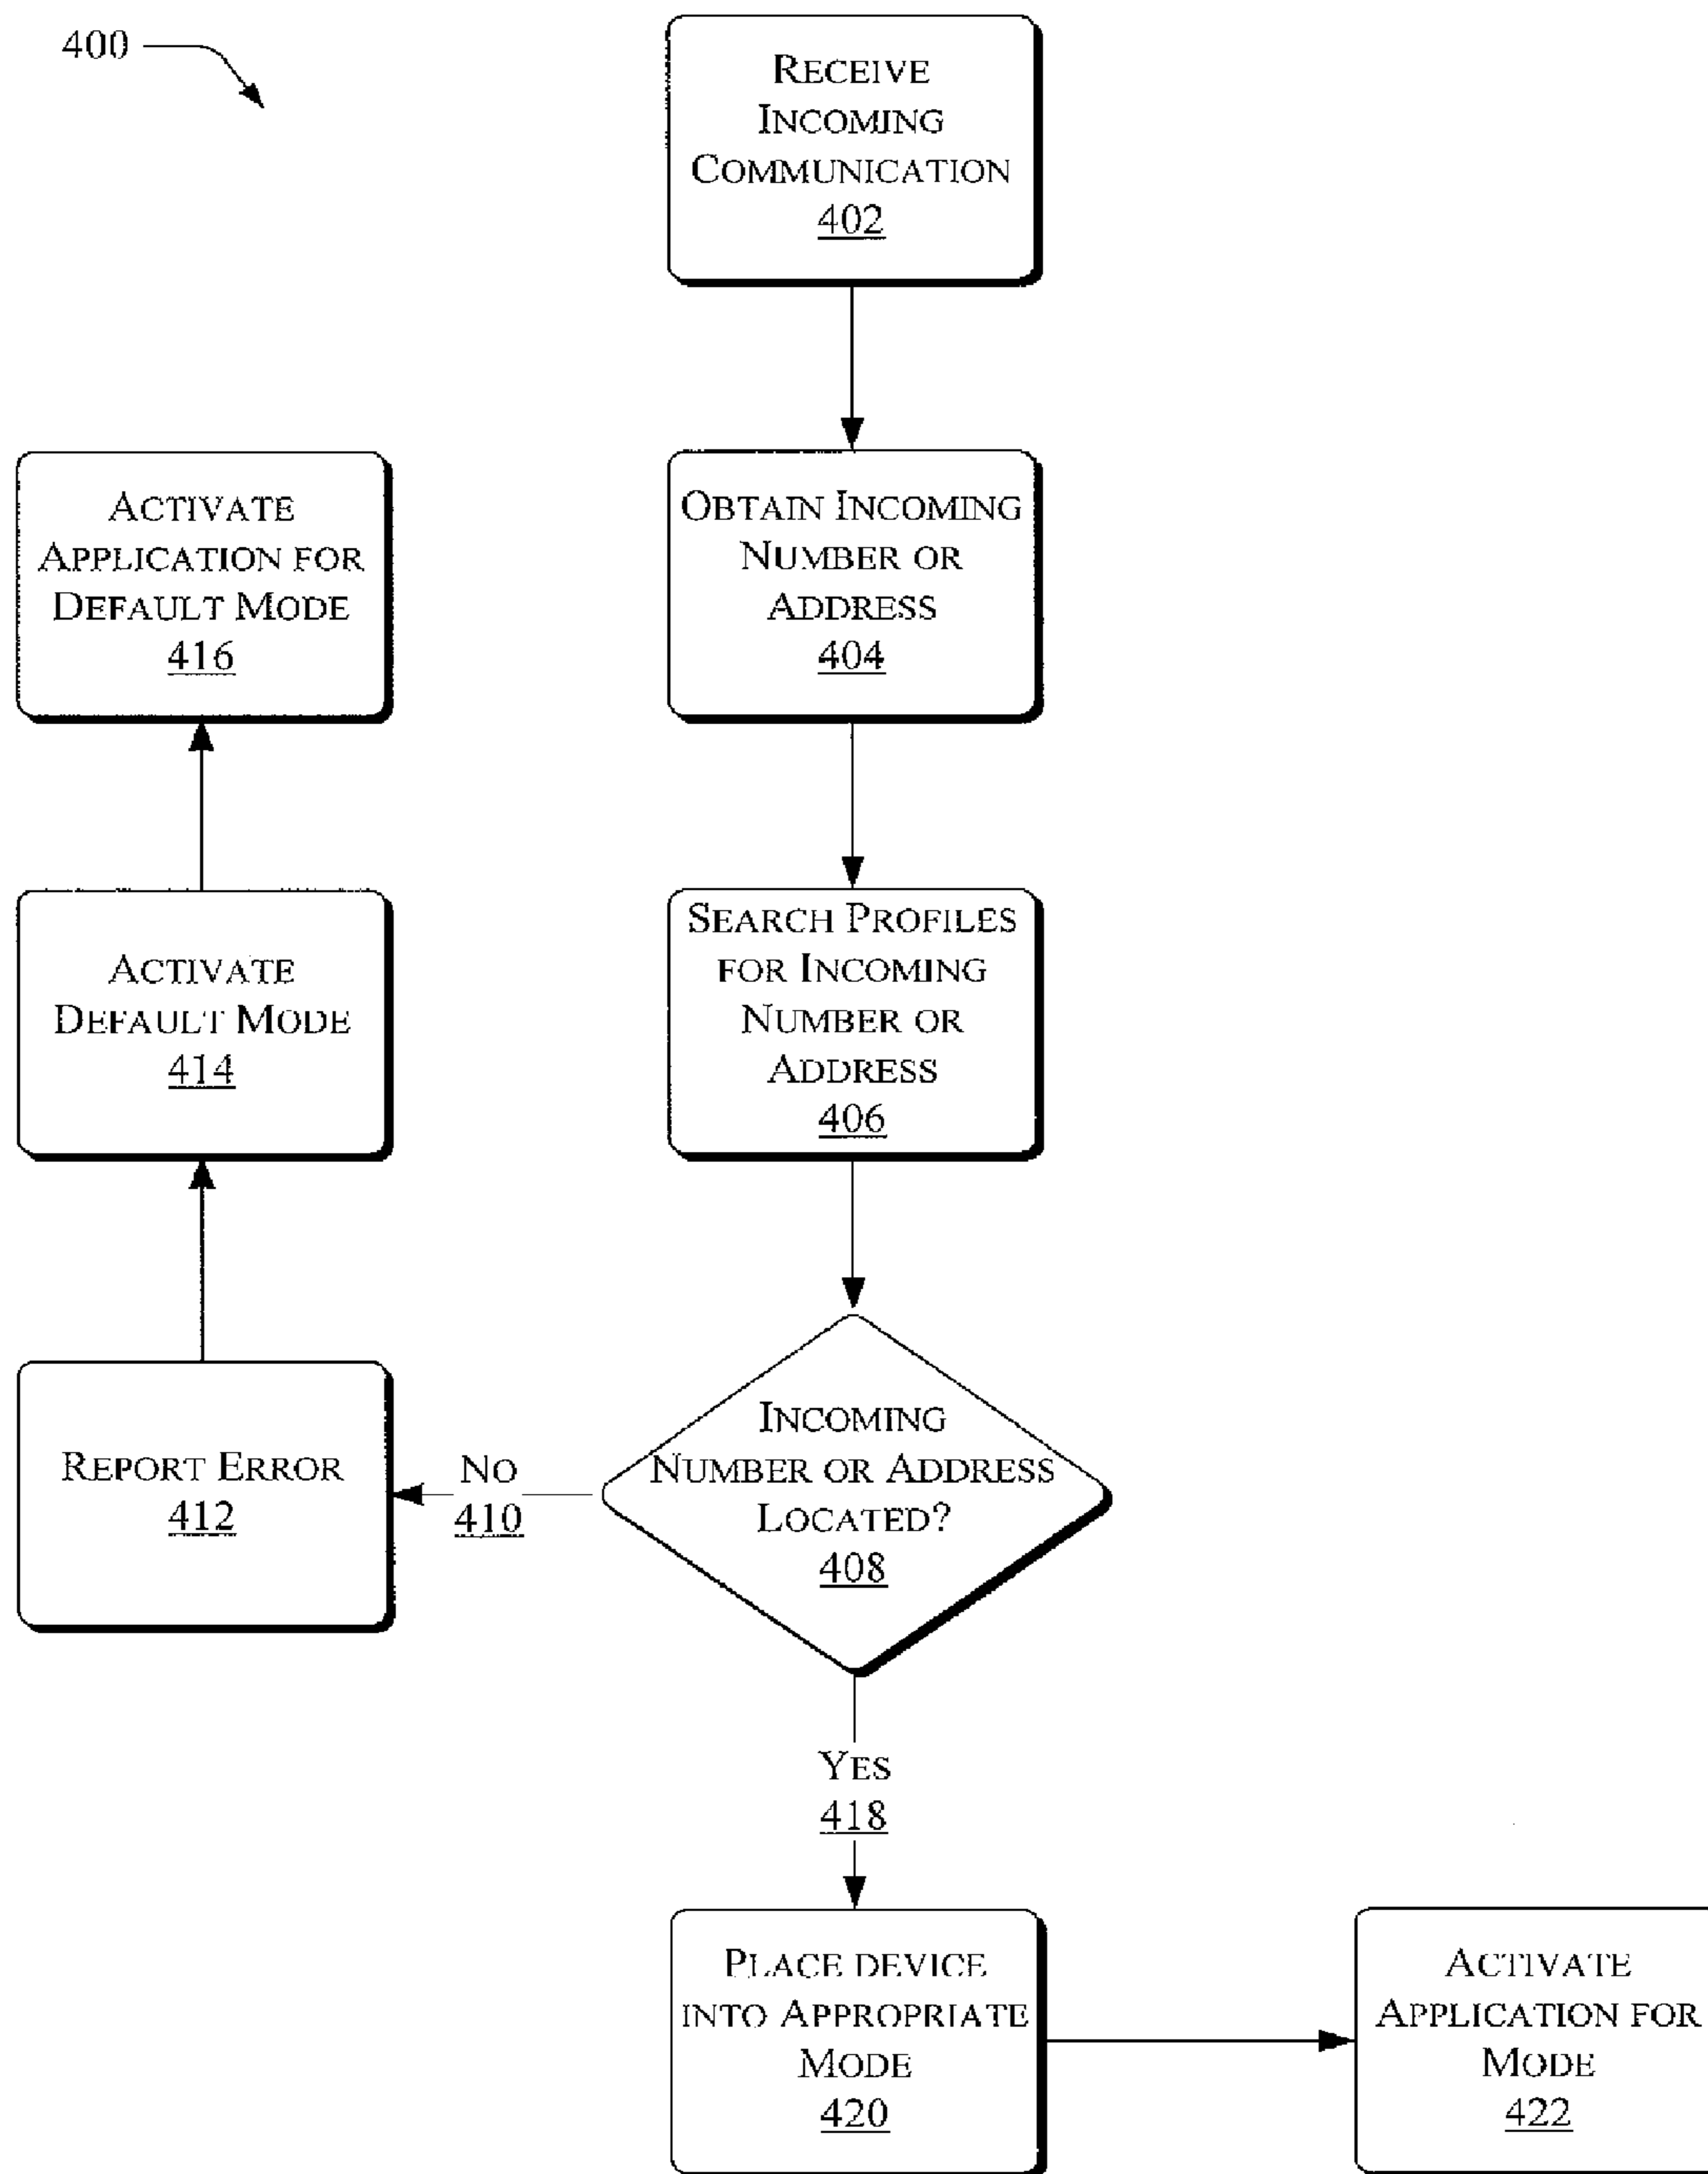 400
RECEIVE
INCOMING
COMMUNICATION
402
OBTAIN INCOMING
NUMBER OR
ADDRESS
404
SEARCH PROFILES
FOR INCOMING
NUMBER OR
ADDRESS
406
INCOMING
NUMBER OR ADDRESS
LOCATED?
408
NO
410
REPORT ERROR
412
ACTIVATE
DEFAULT MODE
414
ACTIVATE
APPLICATION FOR
DEFAULT MODE
416
YES
418
PLACE DEVICE
INTO APPROPRIATE
MODE
420
ACTIVATE
APPLICATION FOR
MODE
422